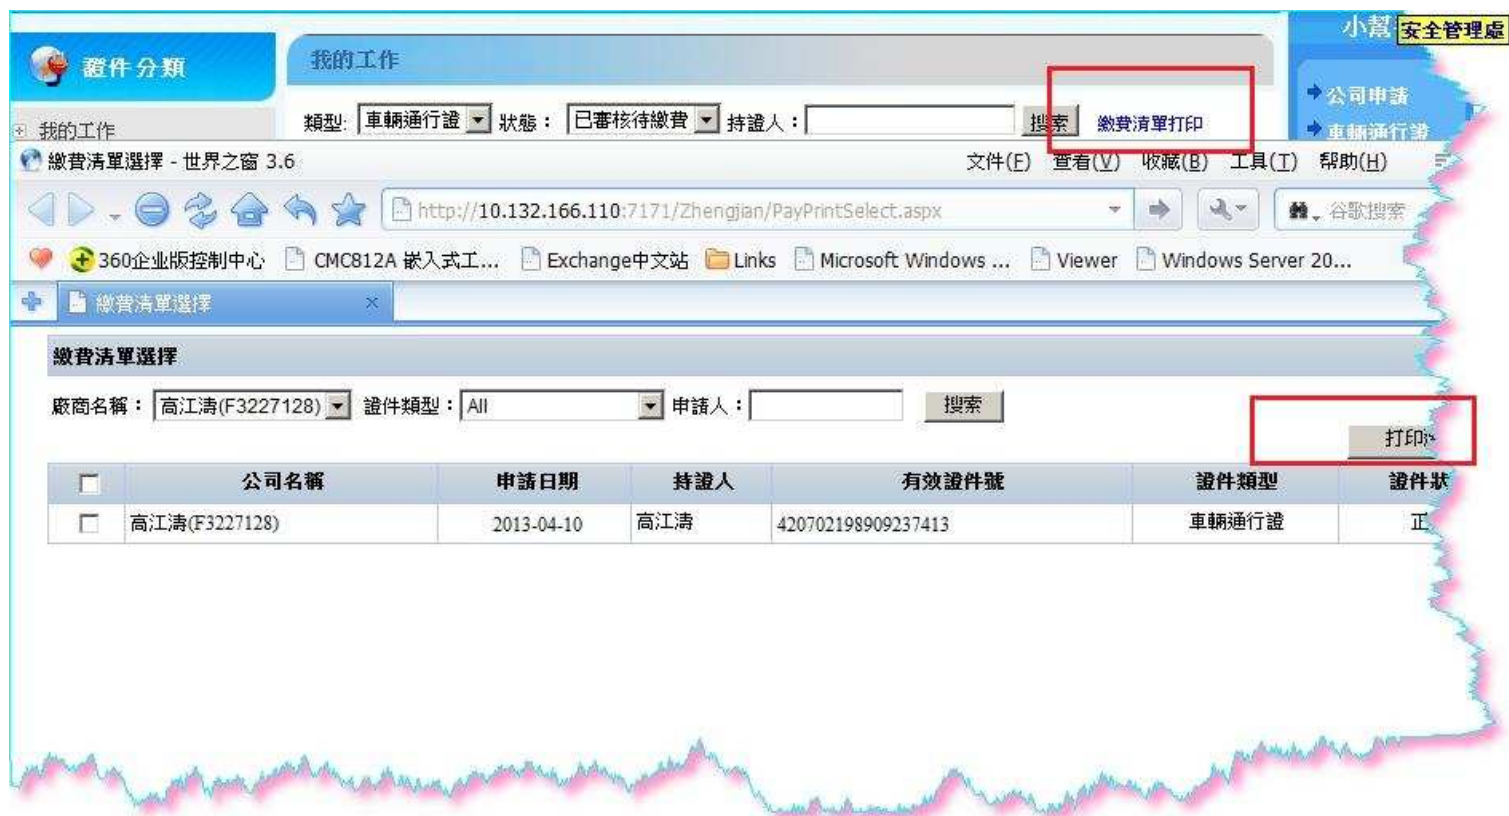 小幫
安全管理處
證件分類
我的工作
公司申請
我的工作
類型: 車輛通行證 狀態： 已審核待繳費 持證人： 搜索 繳費清單打印
車輛通行證
繳費清單選擇 - 世界之窗 3.6 文件(F) 查看(V) 收藏(B) 工具(T) 帮助(H)
http://10.132.166.110:7171/Zhengjian/PayPrintSelect.aspx 谷歌搜索
360企业版控制中心 CMC812A 嵌入式工... Exchange中文站 Links Microsoft Windows ... Viewer Windows Server 20...
繳費清單選擇
繳費清單選擇
廠商名稱： 高江濤(F3227128) 證件類型： All 申請人： 搜索
打印
公司名稱 申請日期 持證人 有效證件號 證件類型 證件狀
高江濤(F3227128) 2013-04-10 高江濤 420702198909237413 車輛通行證 正